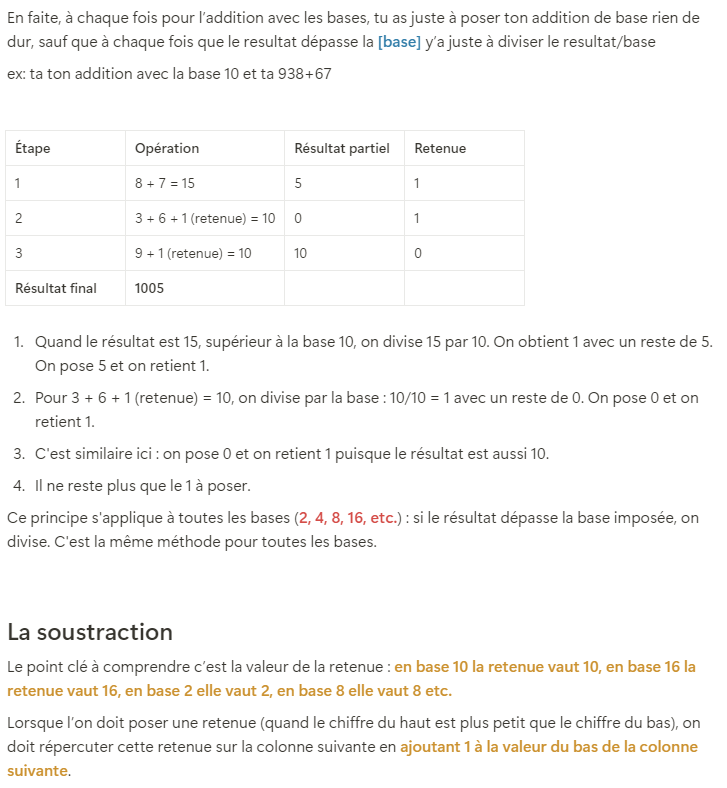 En faite, à chaque fois pour l'addition avec les bases, tu as juste à poser ton addition de base rien de
dur, sauf que à chaque fois que le resultat dépasse la [base] y'a juste à diviser le resultat/base
ex: ta ton addition avec la base 10 et ta 938+67
Étape Opération Résultat partiel Retenue
1 8 + 7 = 15 5 1
2 3 + 6 + 1 (retenue) = 10 0 1
3 9 + 1 (retenue) = 10 10 0
Résultat final 1005
1. Quand le résultat est 15, supérieur à la base 10, on divise 15 par 10. On obtient 1 avec un reste de 5.
On pose 5 et on retient 1.
2. Pour 3 + 6 + 1 (retenue) = 10, on divise par la base : 10/10 = 1 avec un reste de 0. On pose 0 et on
retient 1.
3. C'est similaire ici : on pose 0 et on retient 1 puisque le résultat est aussi 10.
4. Il ne reste plus que le 1 à poser.
Ce principe s'applique à toutes les bases (2, 4, 8, 16, etc.) : si le résultat dépasse la base imposée, on
divise. C'est la même méthode pour toutes les bases.
La soustraction
Le point clé à comprendre c'est la valeur de la retenue : en base 10 la retenue vaut 10, en base 16 la
retenue vaut 16, en base 2 elle vaut 2, en base 8 elle vaut 8 etc.
Lorsque l'on doit poser une retenue (quand le chiffre du haut est plus petit que le chiffre du bas), on
doit répercuter cette retenue sur la colonne suivante en ajoutant 1 à la valeur du bas de la colonne
suivante.